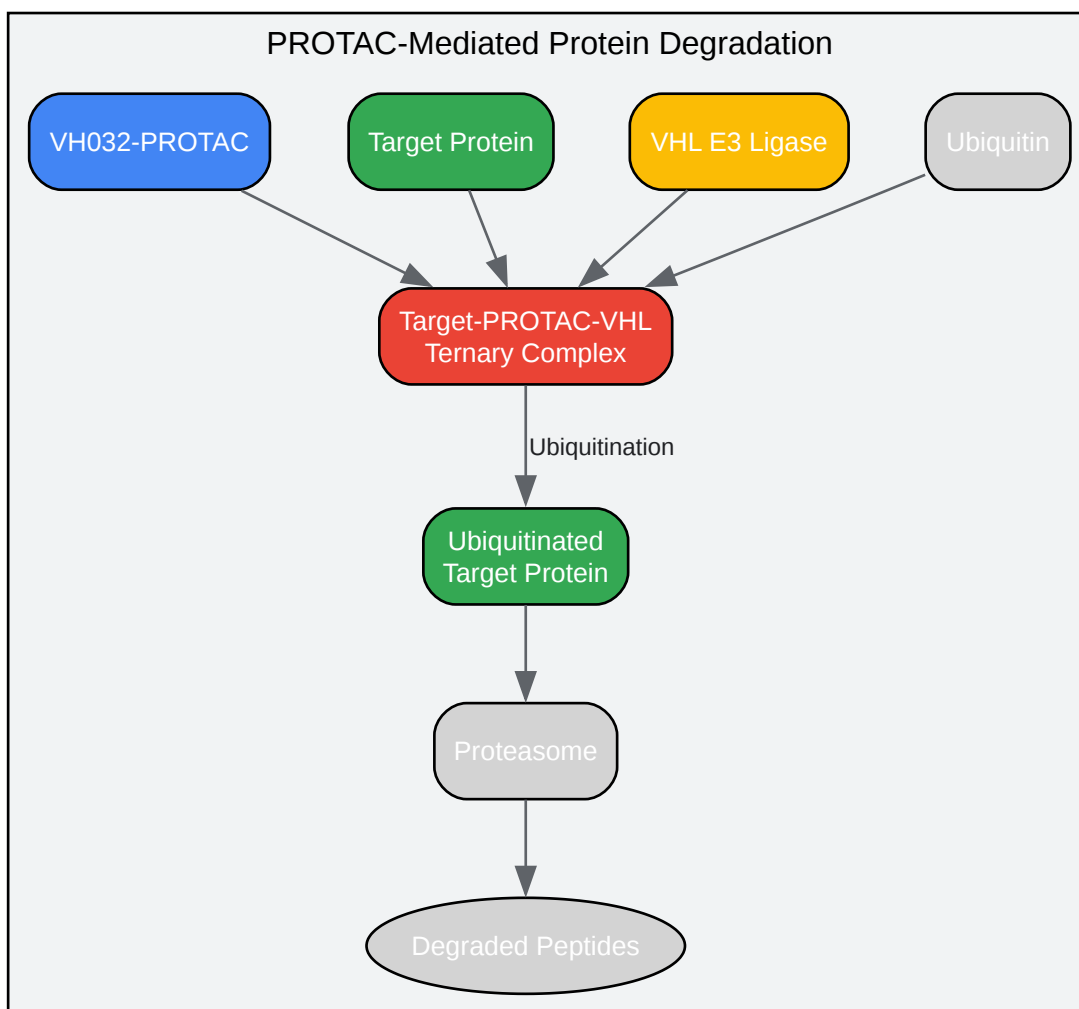 PROTAC-Mediated Protein Degradation
VH032-PROTAC
Target Protein
VHL E3 Ligase
Ubiquitin
Target-PROTAC-VHL
Ternary Complex
Ubiquitination
Ubiquitinated
Target Protein
Proteasome
Degraded Peptides